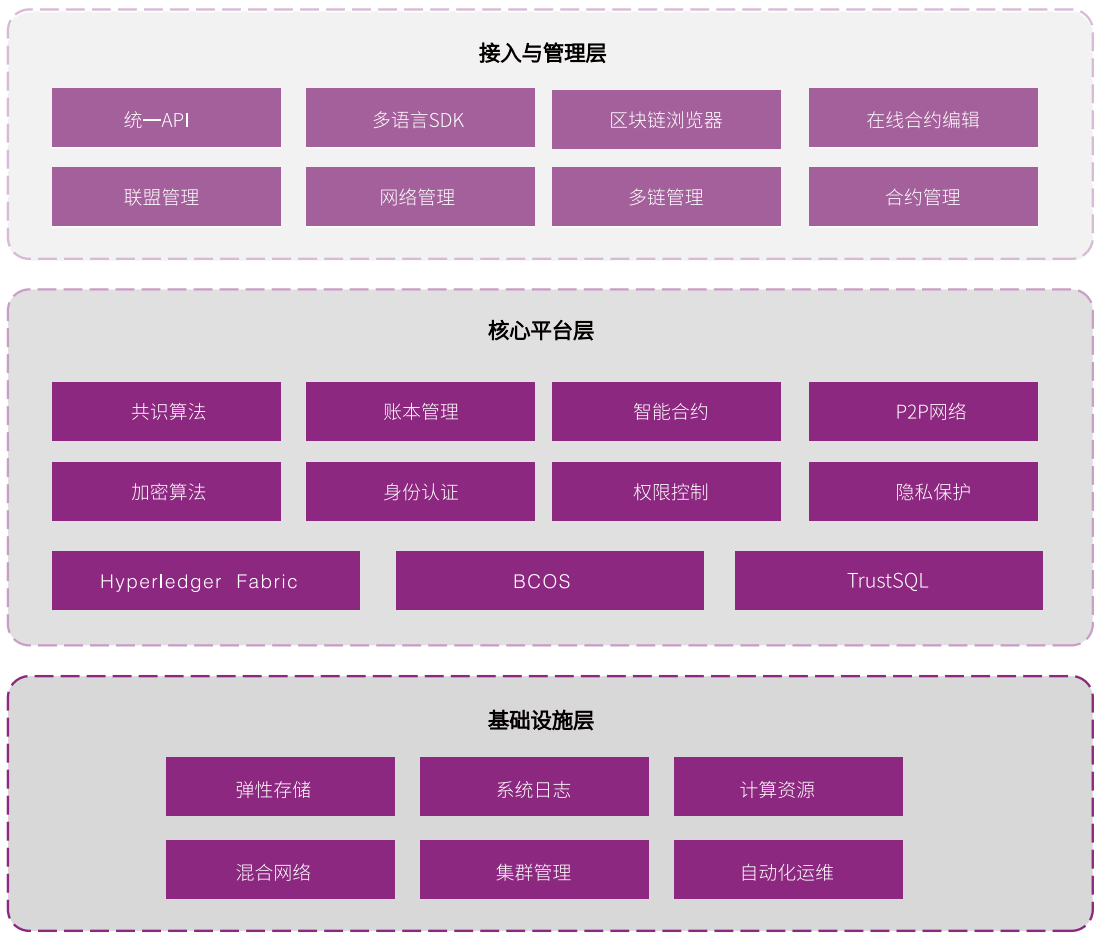 接入与管理层
统一API 多语言SDK 区块链浏览器 在线合约编辑
联盟管理 网络管理 多链管理 合约管理
核心平台层
共识算法 账本管理 智能合约 P2P网络
加密算法 身份认证 权限控制 隐私保护
Hyperledger Fabric BCOS TrustSQL
基础设施层
弹性存储 系统日志 计算资源
混合网络 集群管理 自动化运维